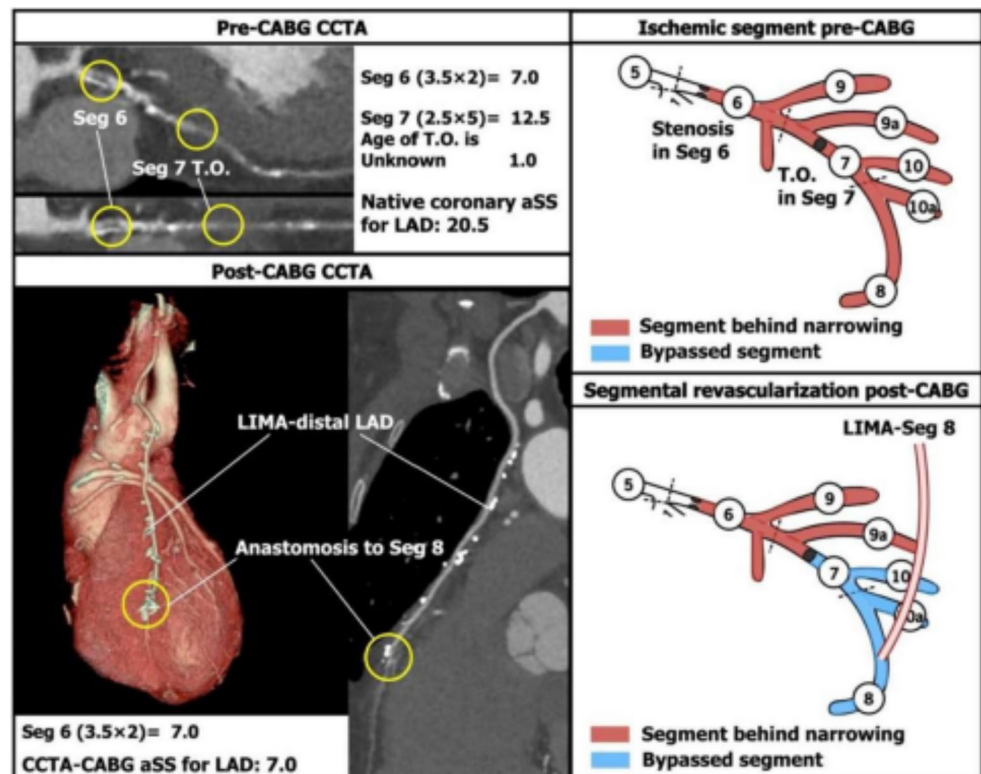 Pre-CABG CCTA
Seg 6
Seg 7 T.O.
Seg 6 (3.5×2)= 7.0
Seg 7 (2.5×5)= 12.5
Age of T.O. is
Unknown 1.0
Native coronary aSS
for LAD: 20.5
Post-CABG CCTA
LIMA-distal LAD
Anastomosis to Seg 8
Seg 6 (3.5×2)= 7.0
CCTA-CABG aSS for LAD: 7.0
Ischemic segment pre-CABG
5
6
9
9a
Stenosis
in Seg 6
7
10
T.O.
in Seg 7
10a
8
Segment behind narrowing
Bypassed segment
Segmental revascularization post-CABG
LIMA-Seg 8
5
6
9
9a
7
10
0a
8
Segment behind narrowing
Bypassed segment